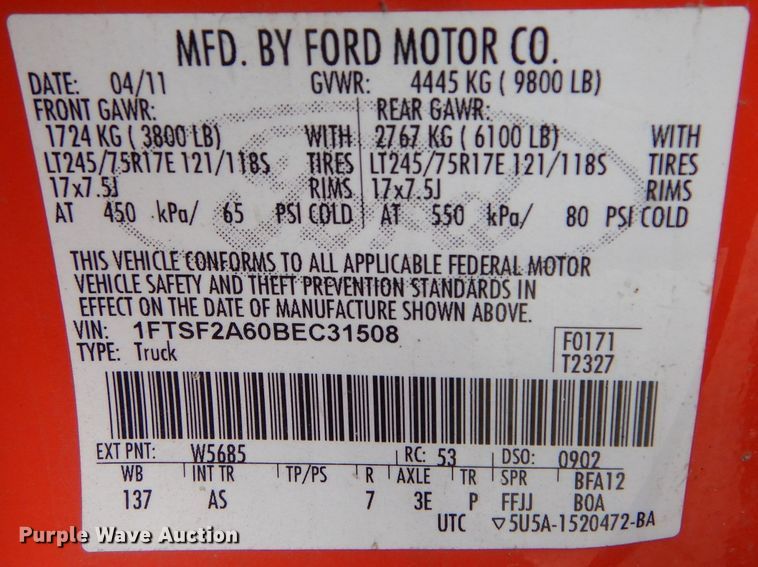 MFD. BY FORD MOTOR CO.
DATE: 04/11 GVWR: 4445 KG ( 9800 LB)
FRONT GAWR: REAR GAWR:
1724 KG ( 3800 LB) WITH 2767 KG ( 6100 LB) WITH
LT245/75R17E 121/118S TIRES LT245/75R17E 121/118S TIRES
17x7.5J RIMS 17x7.5J RIMS
AT 450 kPa/ 65 PSI COLD AT 550 kPa/ 80 PSI COLD
THIS VEHICLE CONFORMS TO ALL APPLICABLE FEDERAL MOTOR
VEHICLE SAFETY AND THEFT PREVENTION STANDARDS IN
EFFECT ON THE DATE OF MANUFACTURE SHOWN ABOVE.
VIN: 1FTSF2A60BEC31508 F0171
TYPE: Truck T2327
EXT PNT: W5685 RC: 53 DSO: 0902
WB INT TR TP/PS R AXLE TR SPR BFA12
137 AS 7 3E P FFJJ B0A
UTC ▽5U5A-1520472-BA
Purple Wave Auction